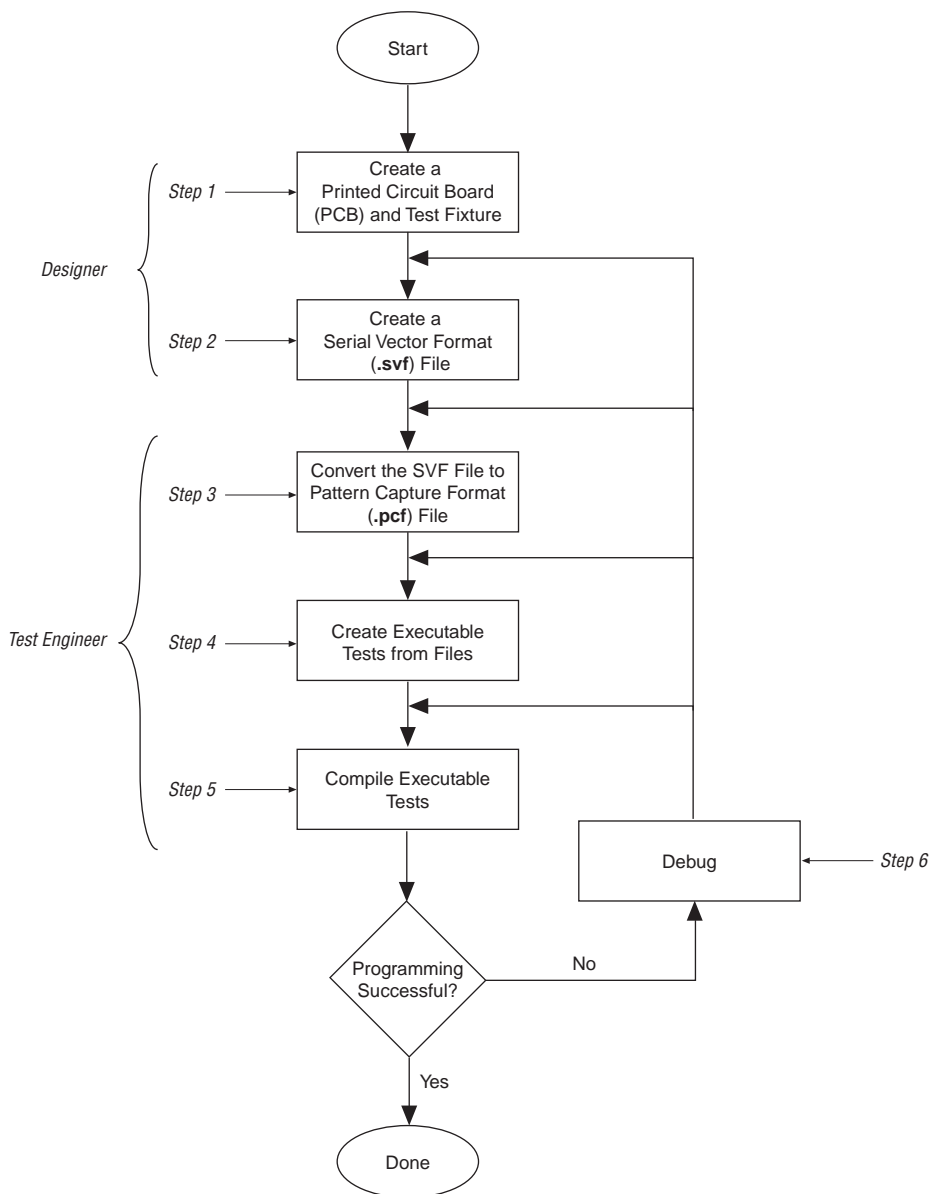 Start
Create a
Printed Circuit Board
(PCB) and Test Fixture
Step 1
Designer
Step 2
Create a
Serial Vector Format
(.svf) File
Convert the SVF File to
Pattern Capture Format
(.pcf) File
Step 3
Test Engineer
Step 4
Create Executable
Tests from Files
Step 5
Compile Executable
Tests
Debug
Step 6
Programming
Successful?
No
Yes
Done